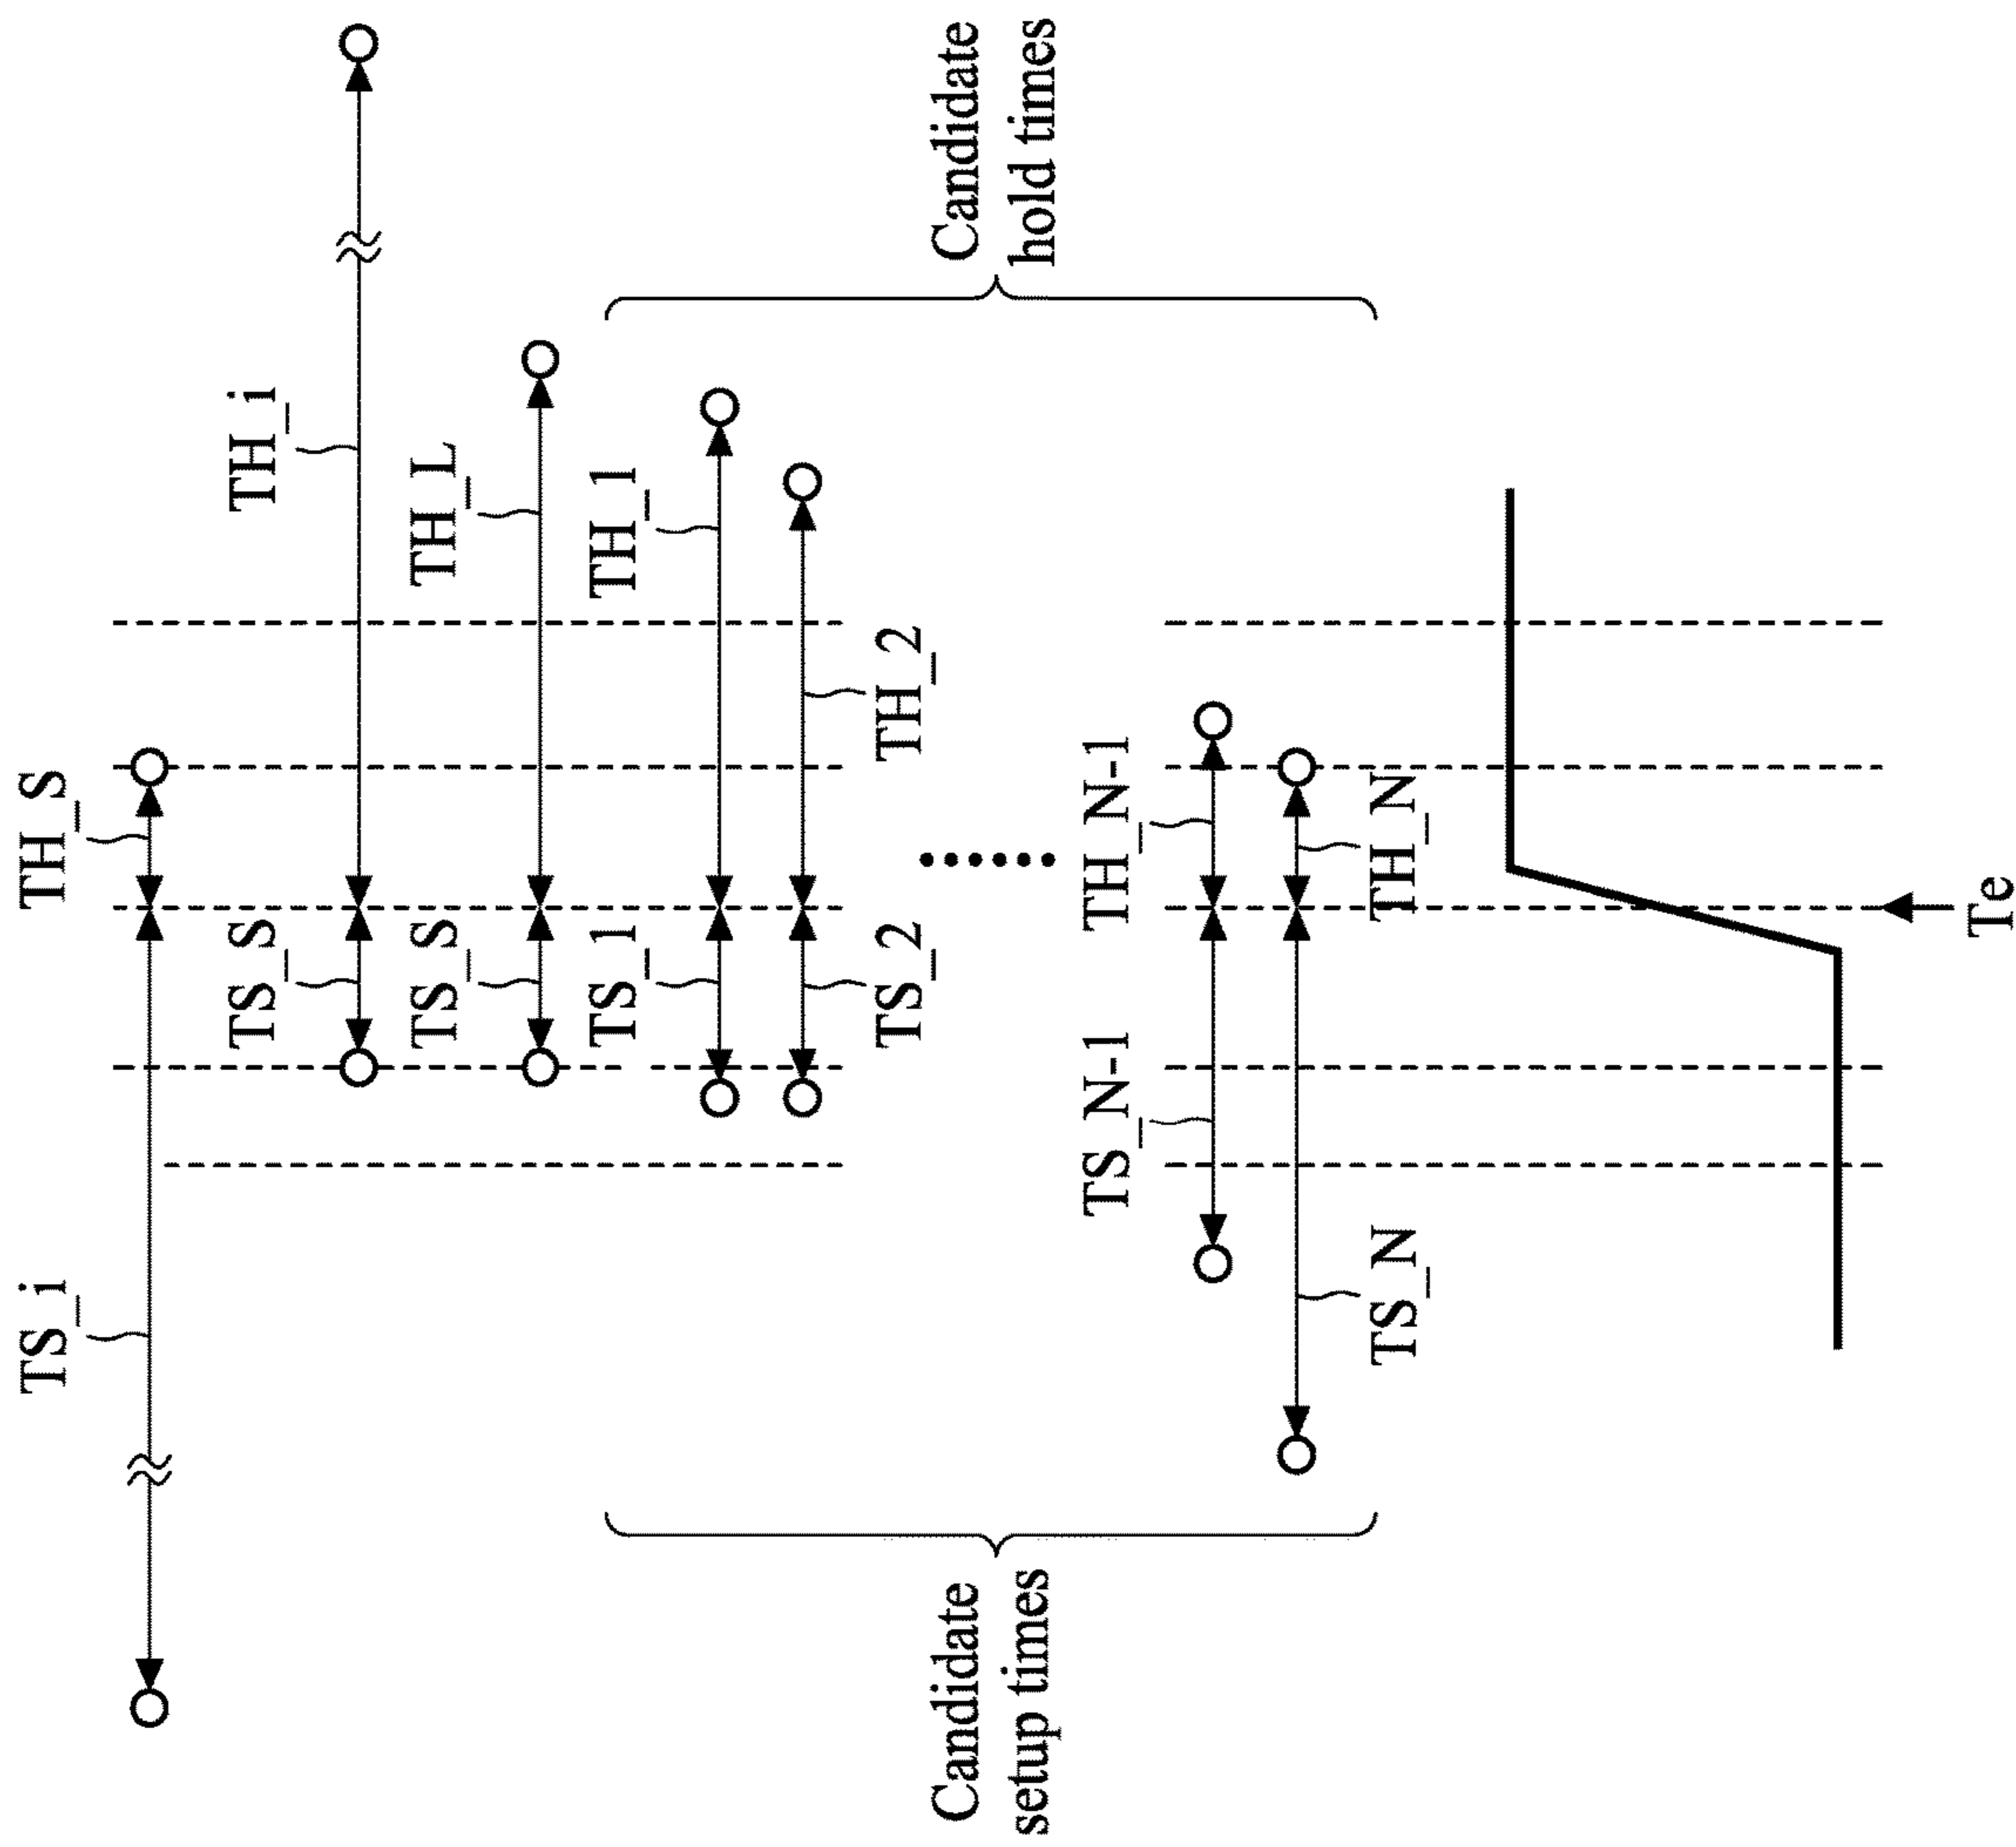 TS_i
TH_S
TS_S
TH_i
TS_S
TH_L
TS_1
TH_1
TS_2
TH_2
Candidate
setup times
Candidate
hold times
TS_N-1
TH_N-1
TS_N
TH_N
Te